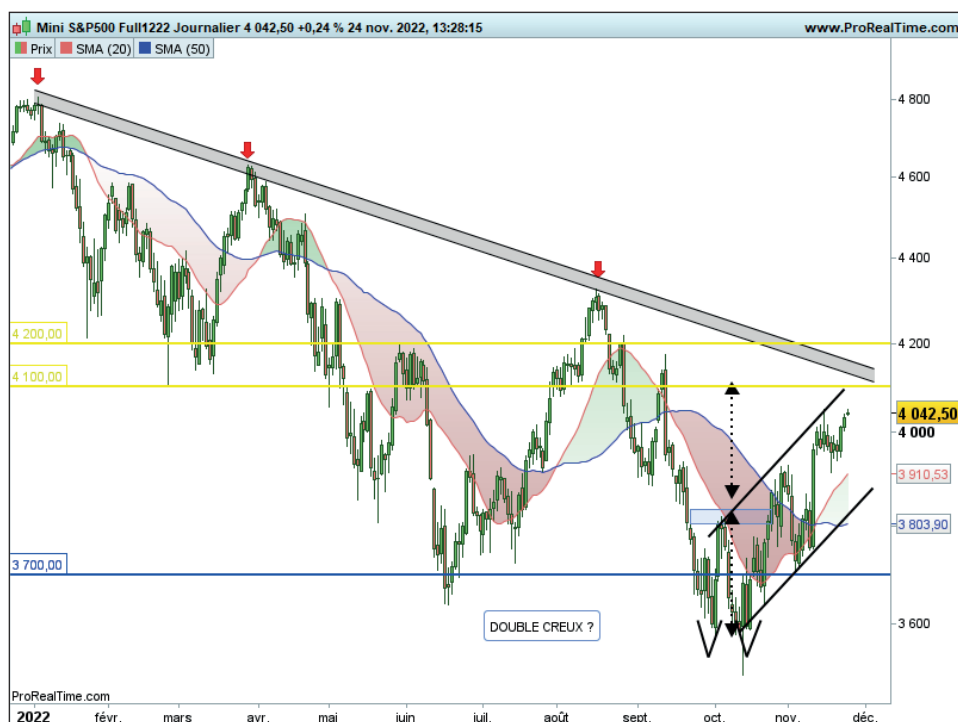 Mini S&P500 Full1222 Journalier 4 042,50 +0,24 % 24 nov. 2022, 13:28:15 www.ProRealTime.com
Prix SMA (20) SMA (50)
4 800
4 600
4 400
4 200,00
4 200
4 100,00
4 042,50
4 000
3 910,53
3 803,90
3 700,00
DOUBLE CREUX ?
3 600
ProRealTime.com
2022 févr. mars avr. mai juin juil. août sept. oct. nov. déc.